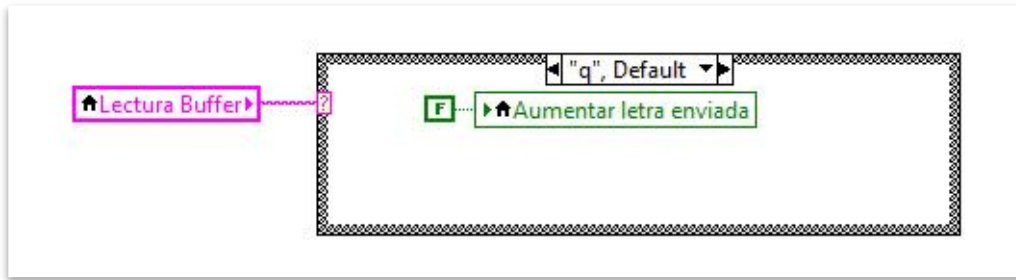 "q", Default
Lectura Buffer
?
F
Aumentar letra enviada